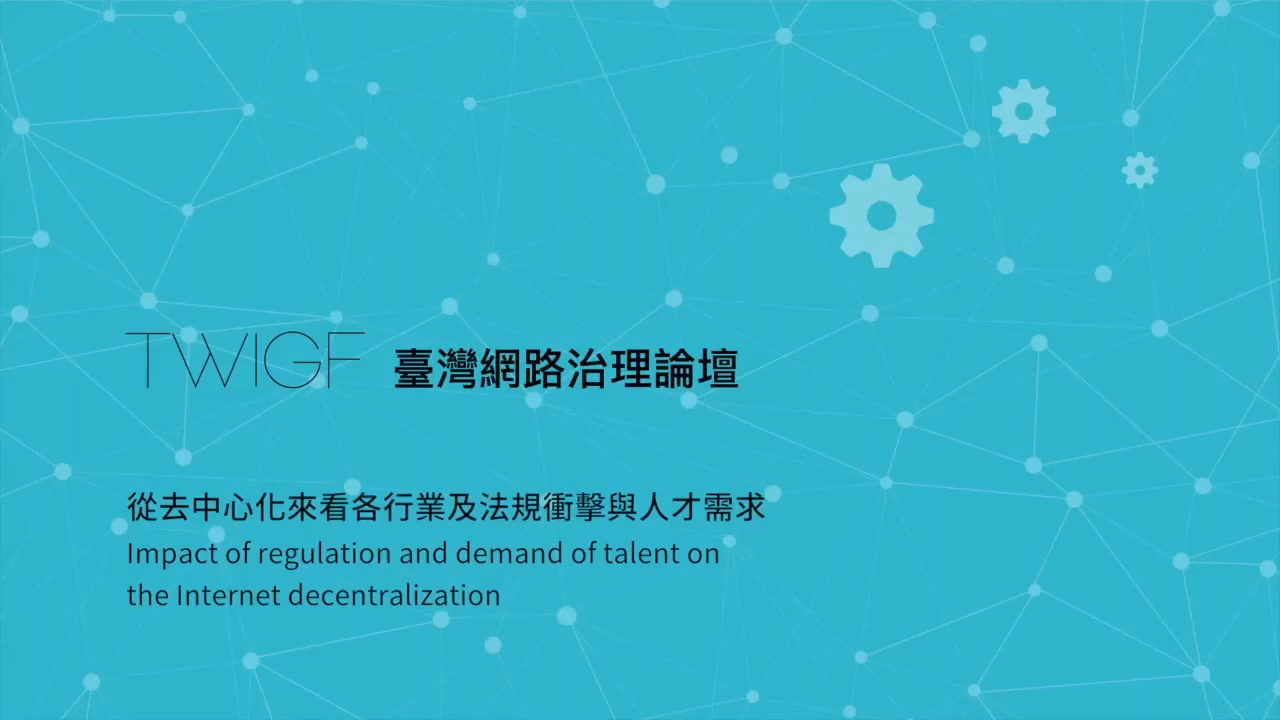 TWIGF 臺灣網路治理論壇
從去中心化來看各行業及法規衝擊與人才需求
Impact of regulation and demand of talent on
the Internet decentralization